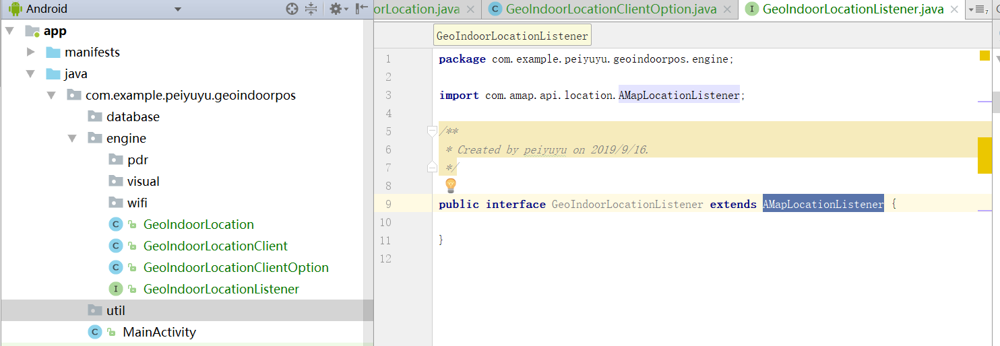 Android
app
manifests
java
com.example.peiyuyu.geoindoorpos
database
engine
pdr
visual
wifi
C GeoIndoorLocation
C GeoIndoorLocationClient
C GeoIndoorLocationClientOption
I GeoIndoorLocationListener
util
C MainActivity
orLocation.java
C GeoIndoorLocationClientOption.java
I GeoIndoorLocationListener.java
7
GeoIndoorLocationListener
1 package com.example.peiyuyu.geoindoorpos.engine;
2
3 import com.amap.api.location.AMapLocationListener;
4
5 /**
6 * Created by peiyuyu on 2019/9/16.
7 */
8
9 public interface GeoIndoorLocationListener extends AMapLocationListener {
10
11 }
12